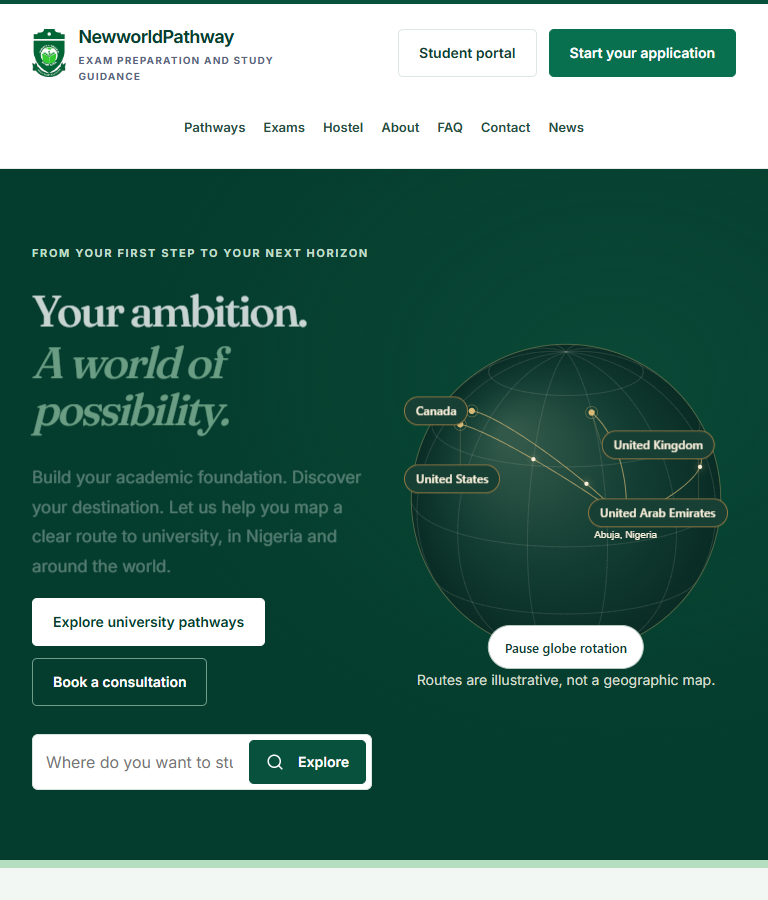 NewworldPathway
EXAM PREPARATION AND STUDY
GUIDANCE
Student portal
Start your application
Pathways Exams Hostel About FAQ Contact News
FROM YOUR FIRST STEP TO YOUR NEXT HORIZON
Your ambition.
A world of
possibility.
Build your academic foundation. Discover
your destination. Let us help you map a
clear route to university, in Nigeria and
around the world.
Explore university pathways
Book a consultation
Where do you want to stu
Explore
Canada
United Kingdom
United States
United Arab Emirates
Abuja, Nigeria
Pause globe rotation
Routes are illustrative, not a geographic map.